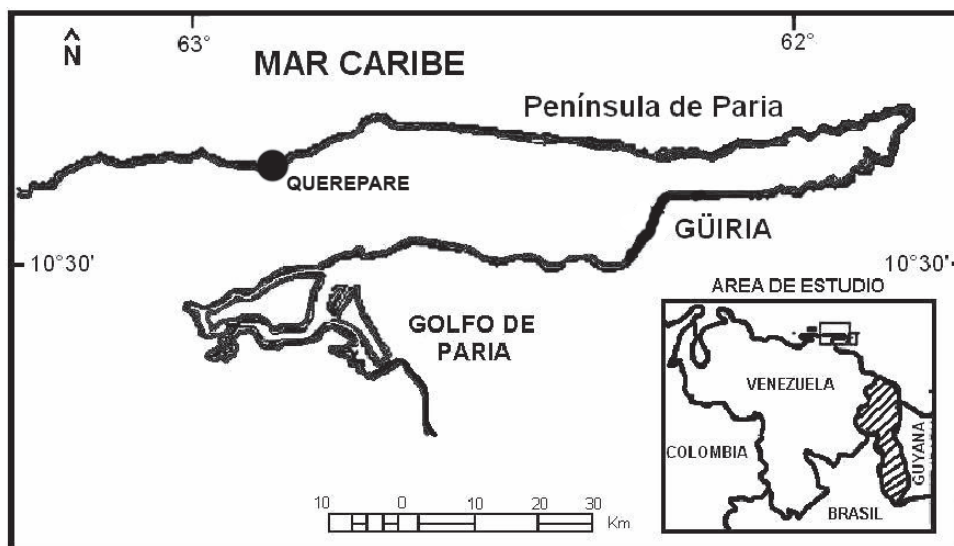 63°
62°
N
MAR CARIBE
Península de Paria
QUEREPARE
GÜIRIA
10°30'
10°30'
AREA DE ESTUDIO
GOLFO DE
PARIA
VENEZUELA
COLOMBIA
GUYANA
BRASIL
10 0 10 20 30
Km